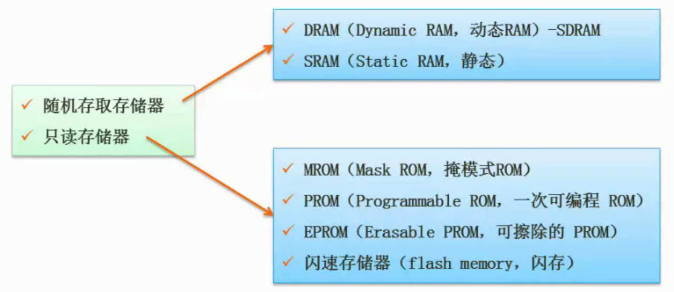 随机存取存储器
只读存储器
DRAM（Dynamic RAM，动态RAM）-SDRAM
SRAM（Static RAM，静态）
MROM（Mask ROM，掩模式ROM）
PROM（Programmable ROM，一次可编程 ROM）
EPROM（Erasable PROM，可擦除的 PROM）
闪速存储器（flash memory，闪存）